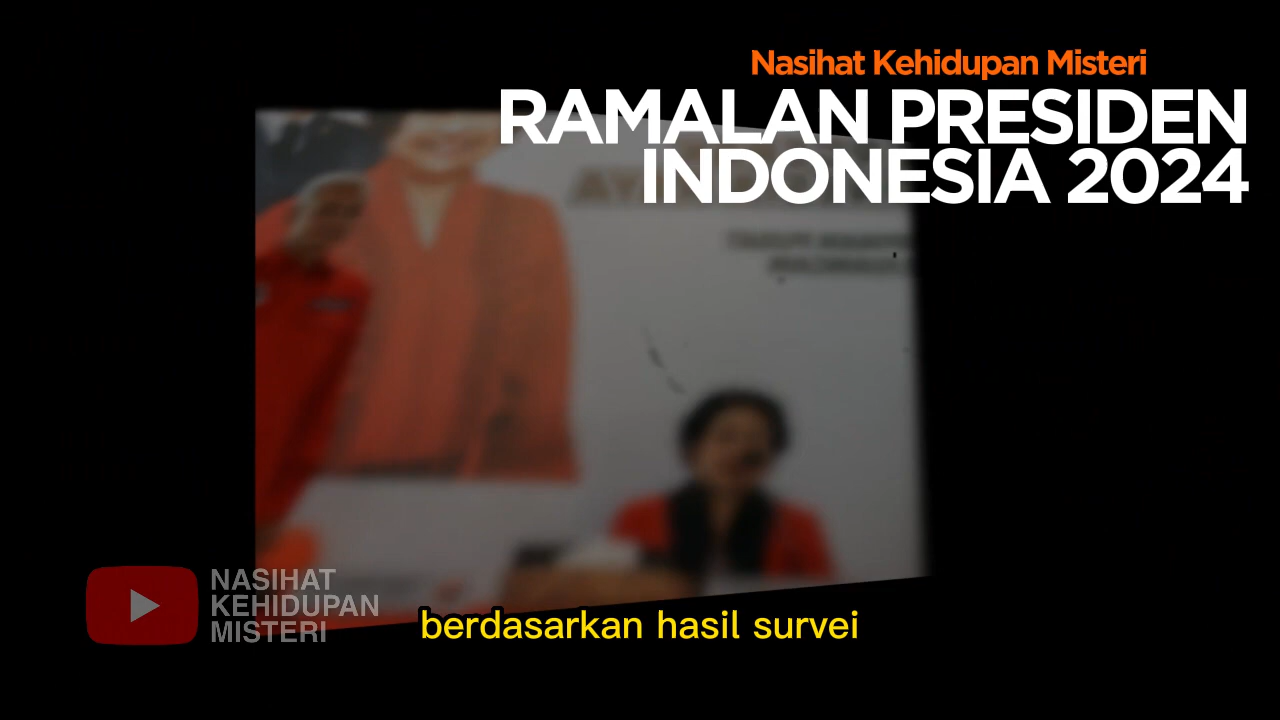 Nasihat Kehidupan Misteri
RAMALAN PRESIDEN
INDONESIA 2024
NASIHAT
KEHIDUPAN
MISTERI
berdasarkan hasil survei